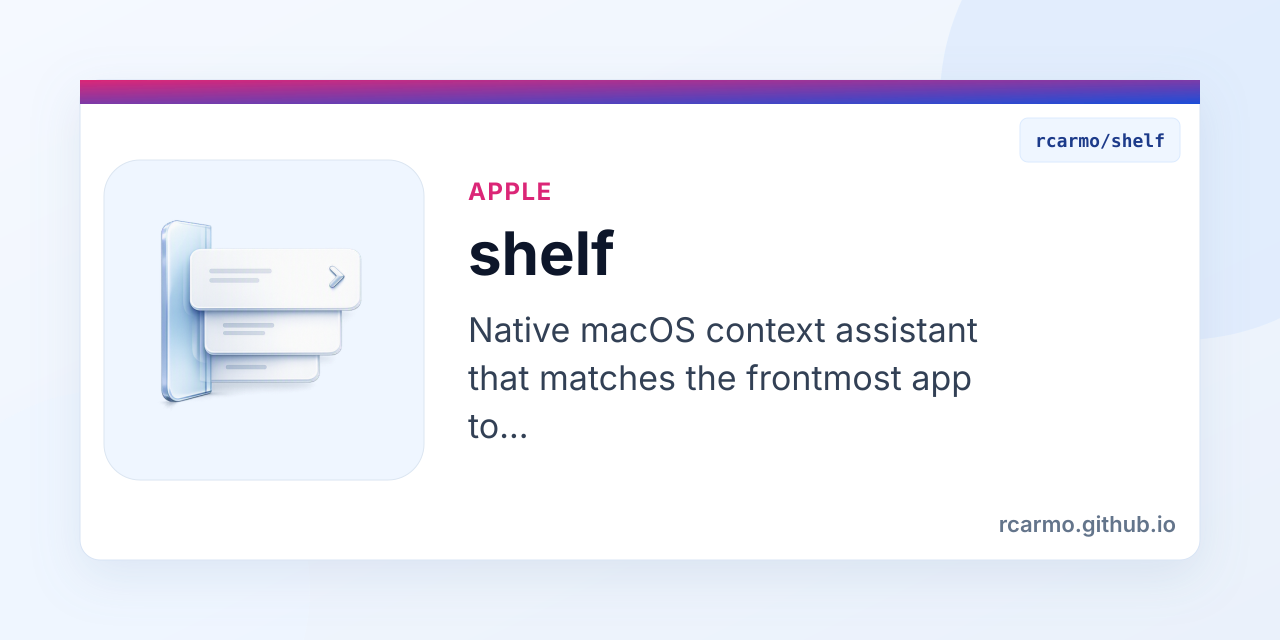 rcarmo/shelf
APPLE
shelf
Native macOS context assistant
that matches the frontmost app
to...
rcarmo.github.io